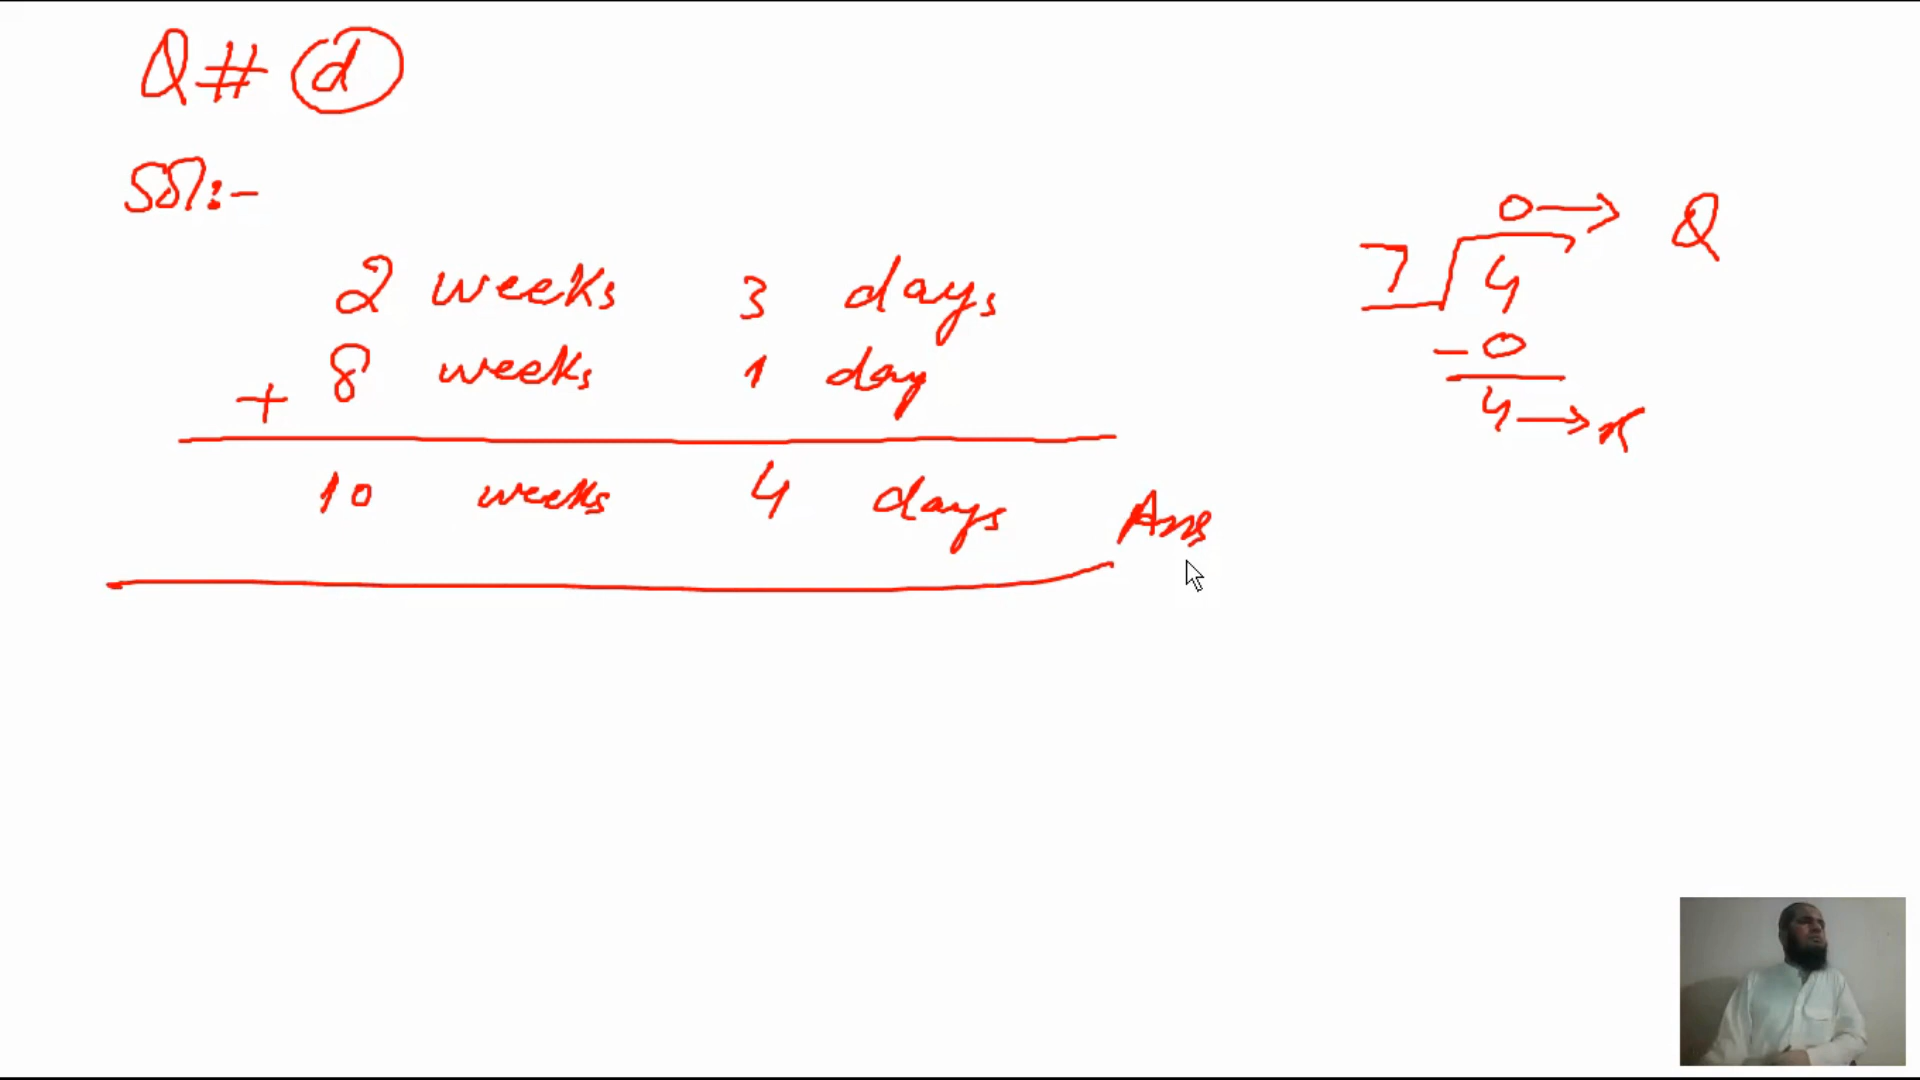 Q# d
Sol:-
2 weeks 3 days
+ 8 weeks 1 day
10 weeks 4 days Ans
0 → Q
7 4
- 0
4 → r